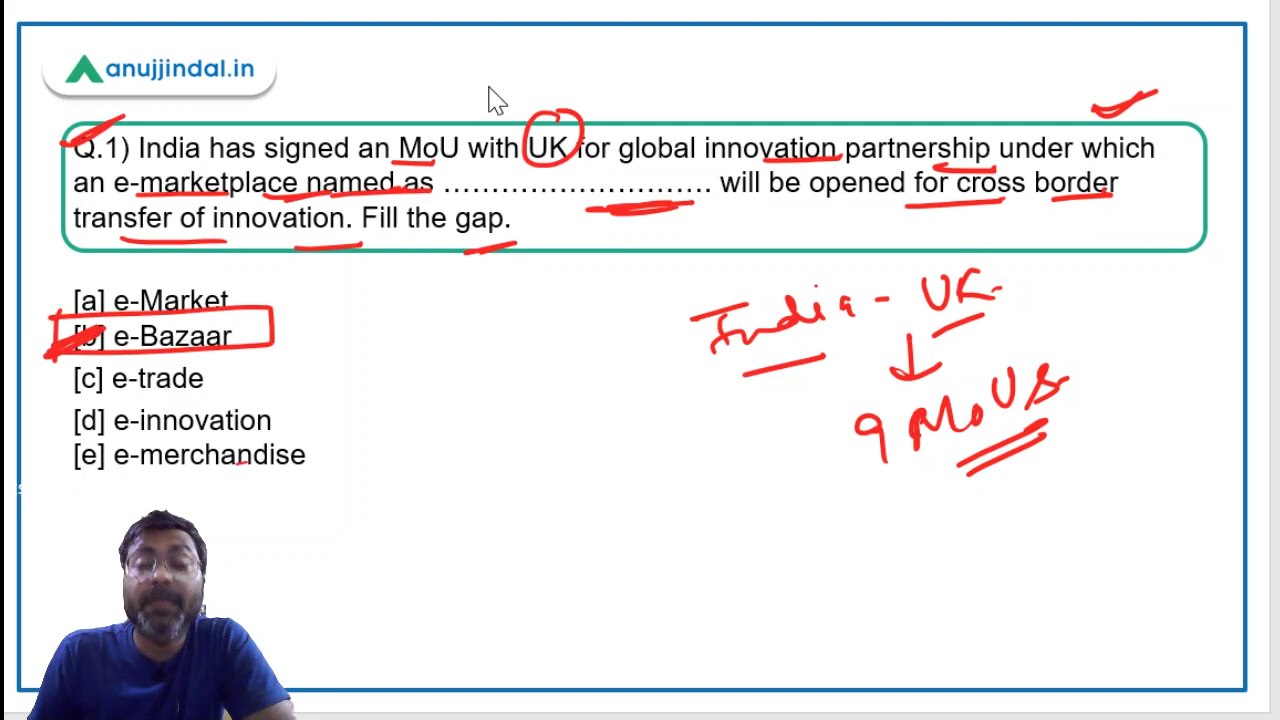 anujjindal.in
Q.1) India has signed an MoU with UK for global innovation partnership under which
an e-marketplace named as ………………………. will be opened for cross border
transfer of innovation. Fill the gap.
[a] e-Market
[b] e-Bazaar
[c] e-trade
[d] e-innovation
[e] e-merchandise
India - UK
9 MoUs